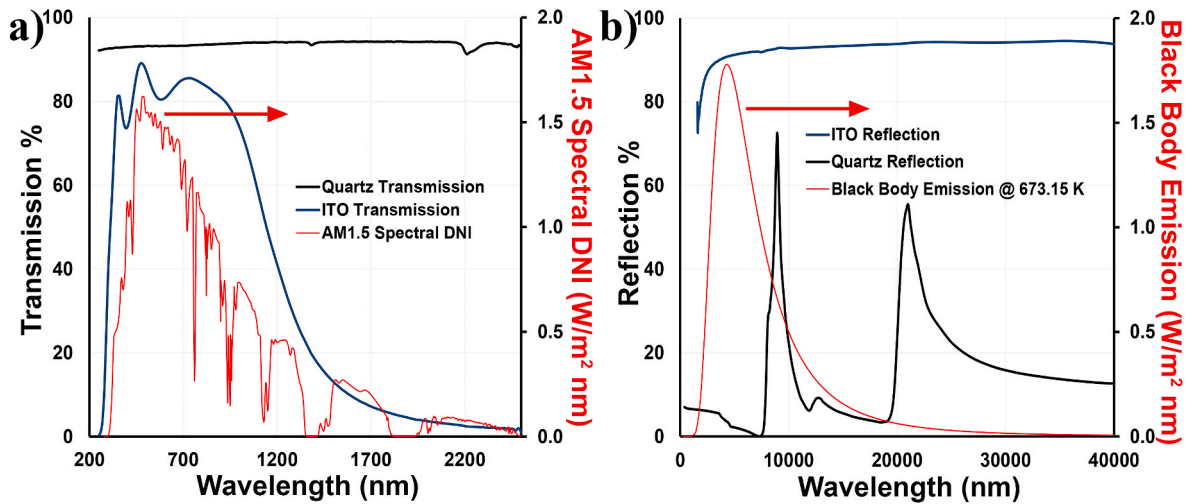 a)
100
80
60
40
20
0
Transmission %
2.0
1.5
1.0
0.5
0.0
AM1.5 Spectral DNI (W/m² nm)
Quartz Transmission
ITO Transmission
AM1.5 Spectral DNI
200 700 1200 1700 2200
Wavelength (nm)
b)
100
80
60
40
20
0
Reflection %
2.0
1.5
1.0
0.5
0.0
Black Body Emission (W/m² nm)
ITO Reflection
Quartz Reflection
Black Body Emission @ 673.15 K
0 10000 20000 30000 40000
Wavelength (nm)